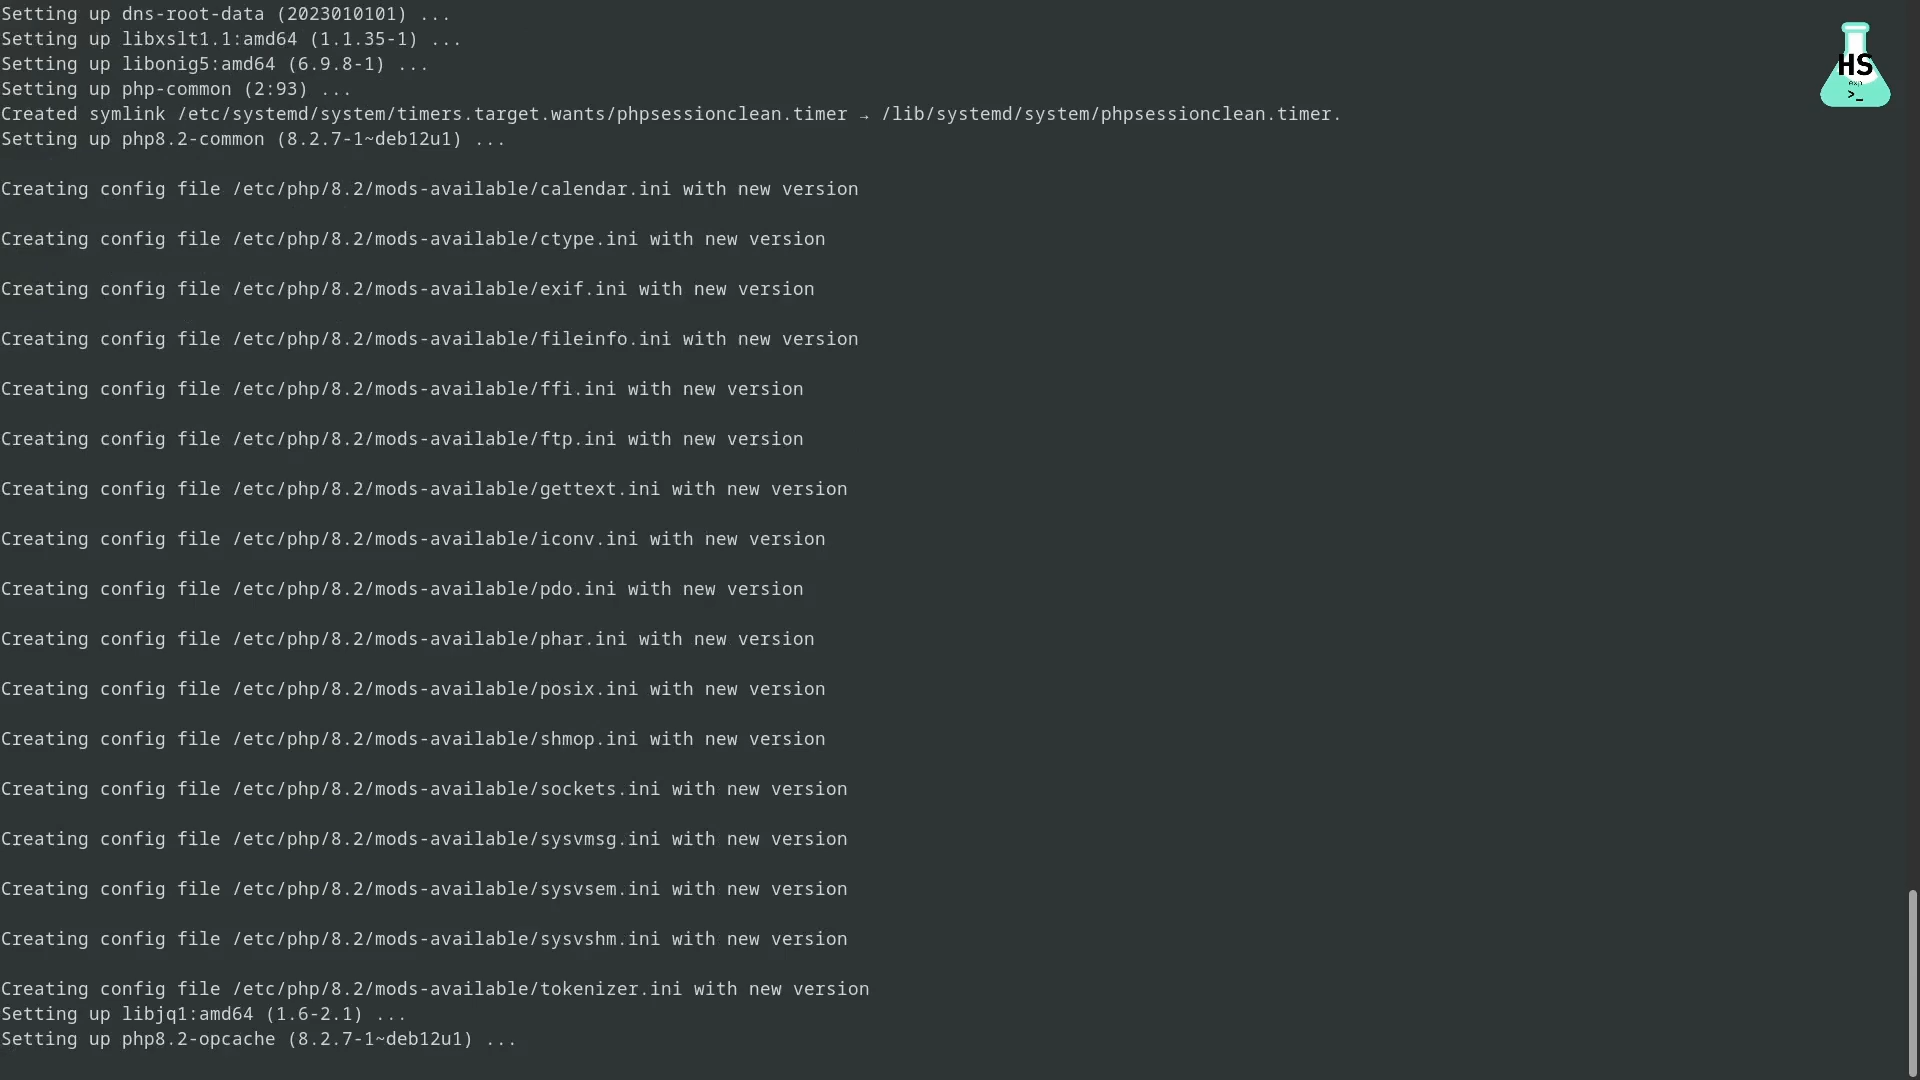 Setting up dns-root-data (2023010101) ...
Setting up libxslt1.1:amd64 (1.1.35-1) ...
Setting up libonig5:amd64 (6.9.8-1) ...
Setting up php-common (2:93) ...
Created symlink /etc/systemd/system/timers.target.wants/phpsessionclean.timer → /lib/systemd/system/phpsessionclean.timer.
Setting up php8.2-common (8.2.7-1~deb12u1) ...
Creating config file /etc/php/8.2/mods-available/calendar.ini with new version
Creating config file /etc/php/8.2/mods-available/ctype.ini with new version
Creating config file /etc/php/8.2/mods-available/exif.ini with new version
Creating config file /etc/php/8.2/mods-available/fileinfo.ini with new version
Creating config file /etc/php/8.2/mods-available/ffi.ini with new version
Creating config file /etc/php/8.2/mods-available/ftp.ini with new version
Creating config file /etc/php/8.2/mods-available/gettext.ini with new version
Creating config file /etc/php/8.2/mods-available/iconv.ini with new version
Creating config file /etc/php/8.2/mods-available/pdo.ini with new version
Creating config file /etc/php/8.2/mods-available/phar.ini with new version
Creating config file /etc/php/8.2/mods-available/posix.ini with new version
Creating config file /etc/php/8.2/mods-available/shmop.ini with new version
Creating config file /etc/php/8.2/mods-available/sockets.ini with new version
Creating config file /etc/php/8.2/mods-available/sysvmsg.ini with new version
Creating config file /etc/php/8.2/mods-available/sysvsem.ini with new version
Creating config file /etc/php/8.2/mods-available/sysvshm.ini with new version
Creating config file /etc/php/8.2/mods-available/tokenizer.ini with new version
Setting up libjq1:amd64 (1.6-2.1) ...
Setting up php8.2-opcache (8.2.7-1~deb12u1) ...
HS
>_